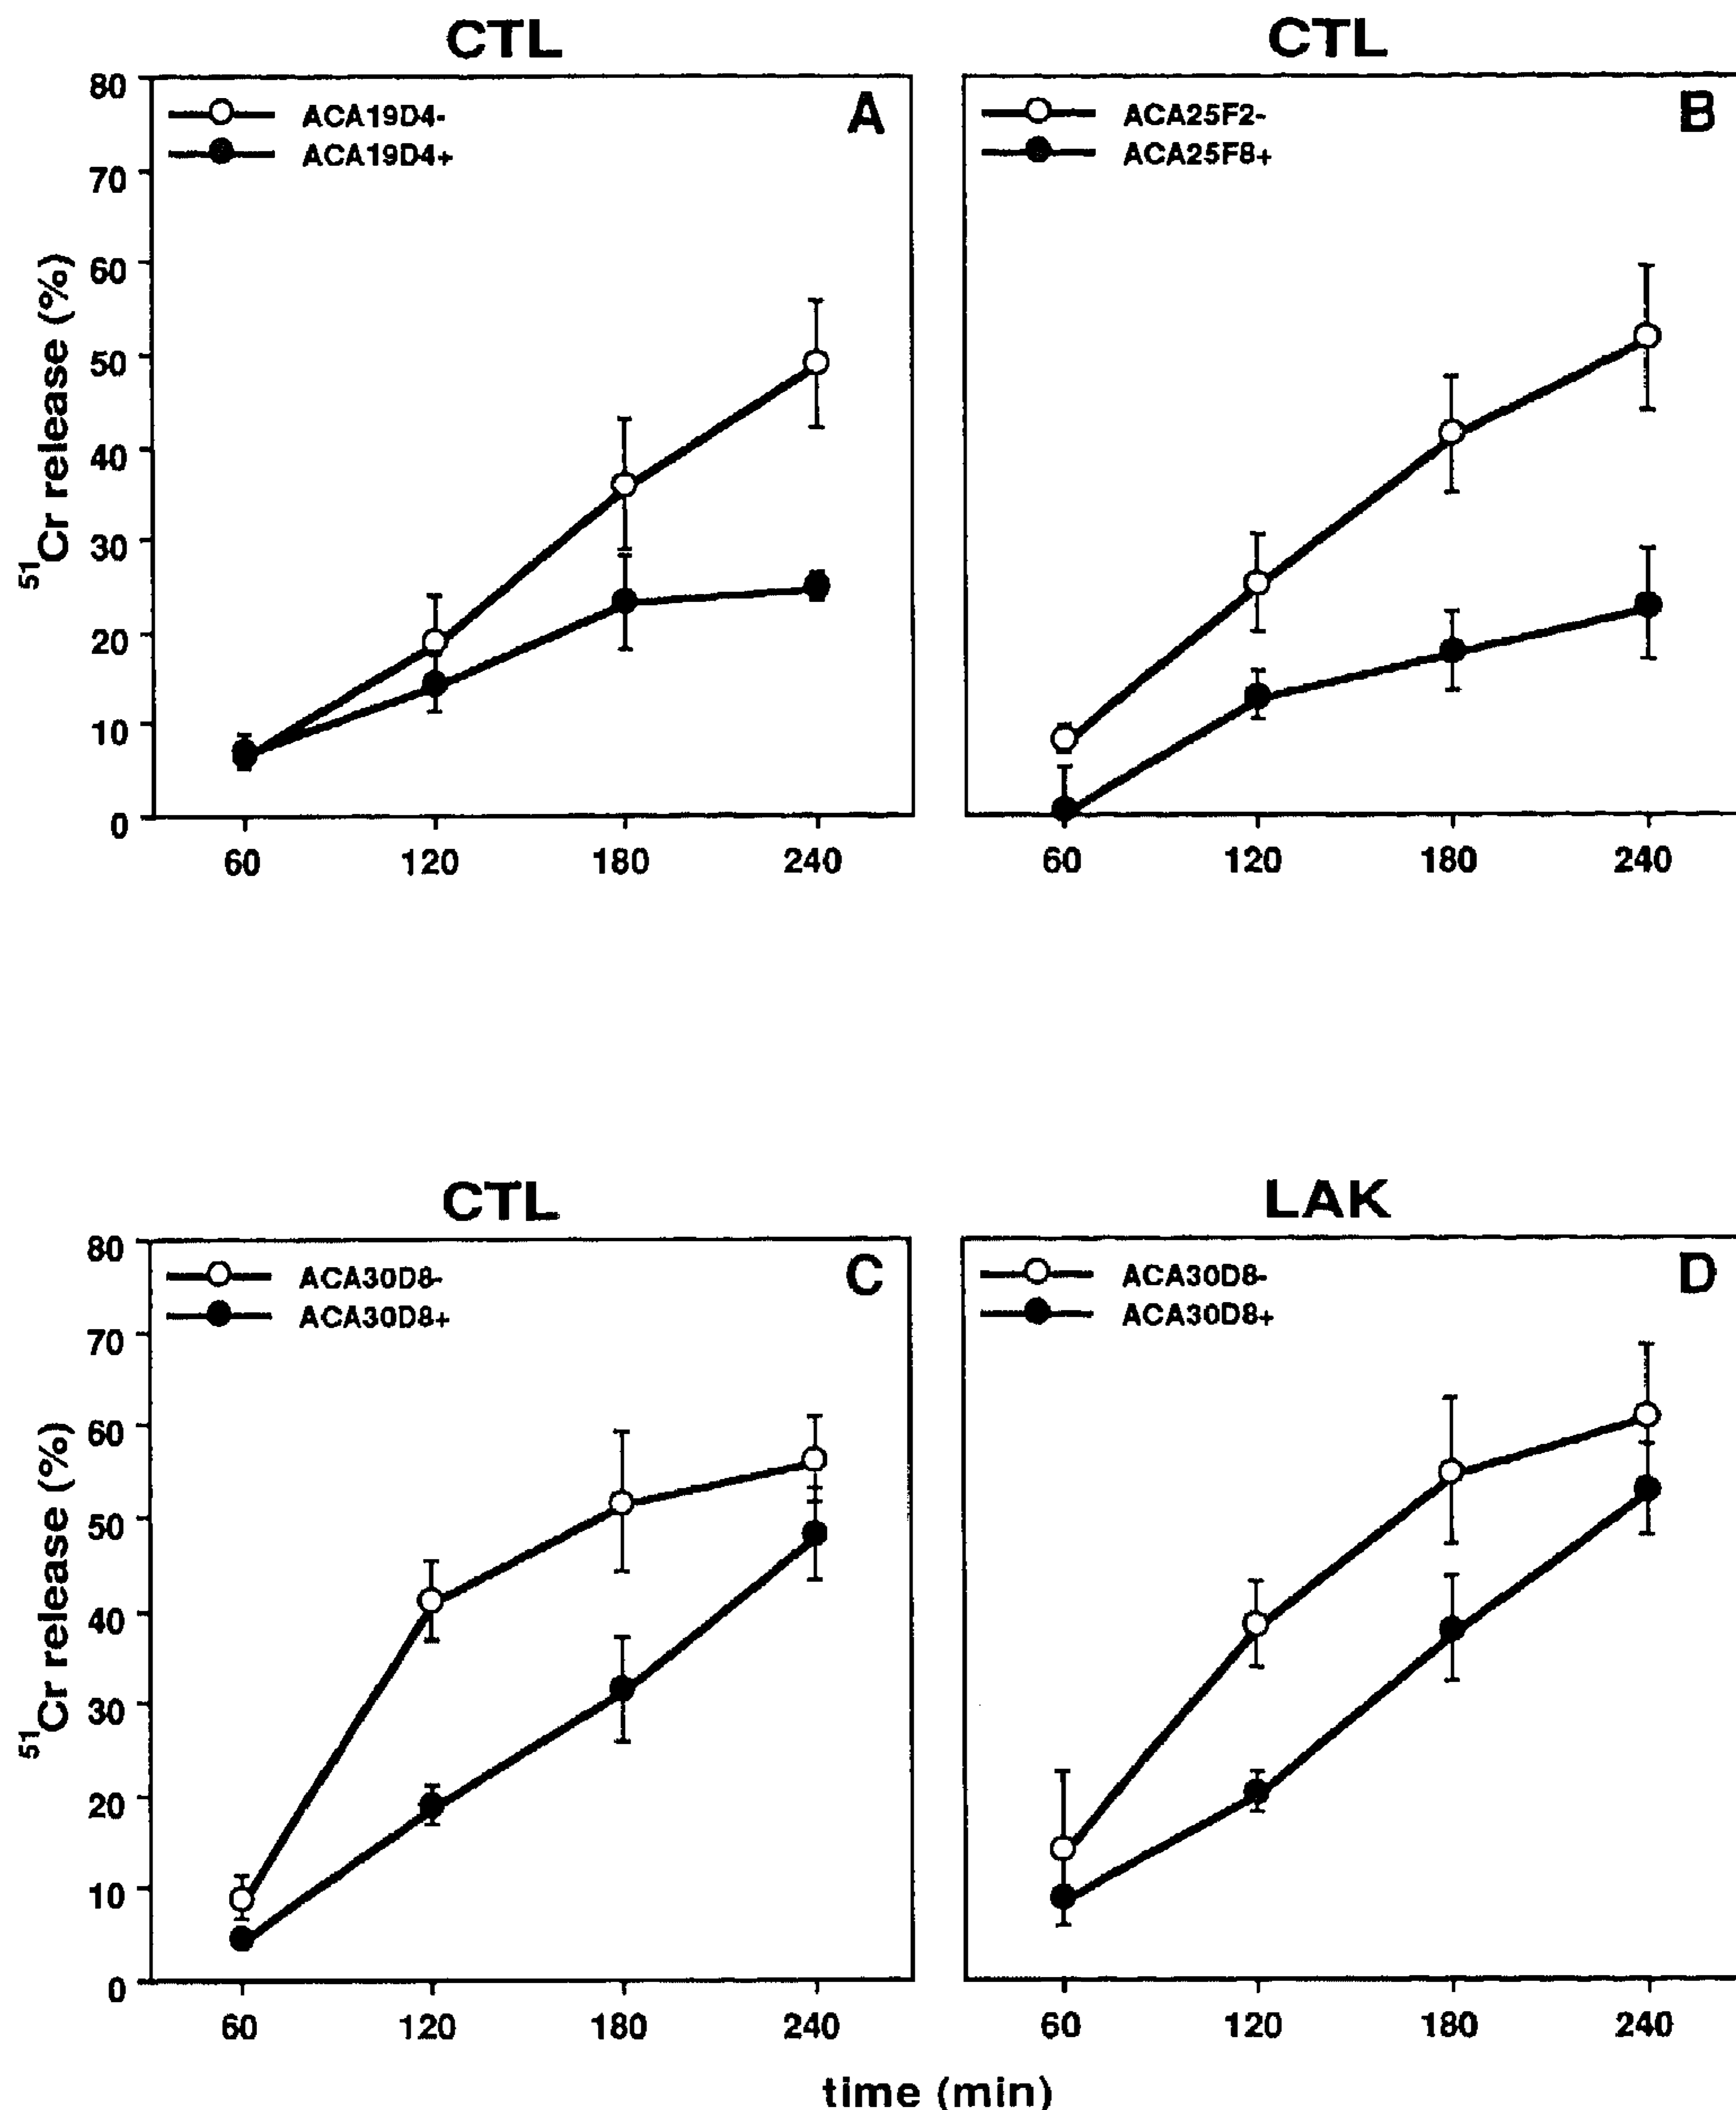 CTL
CTL
A
B
ACA19D4-
ACA19D4+
ACA25F2-
ACA25F8+
80
70
60
50
40
30
20
10
0
51Cr release (%)
60 120 180 240
60 120 180 240
CTL
LAK
C
D
ACA30D8-
ACA30D8+
ACA30D8-
ACA30D8+
80
70
60
50
40
30
20
10
0
51Cr release (%)
60 120 180 240
60 120 180 240
time (min)